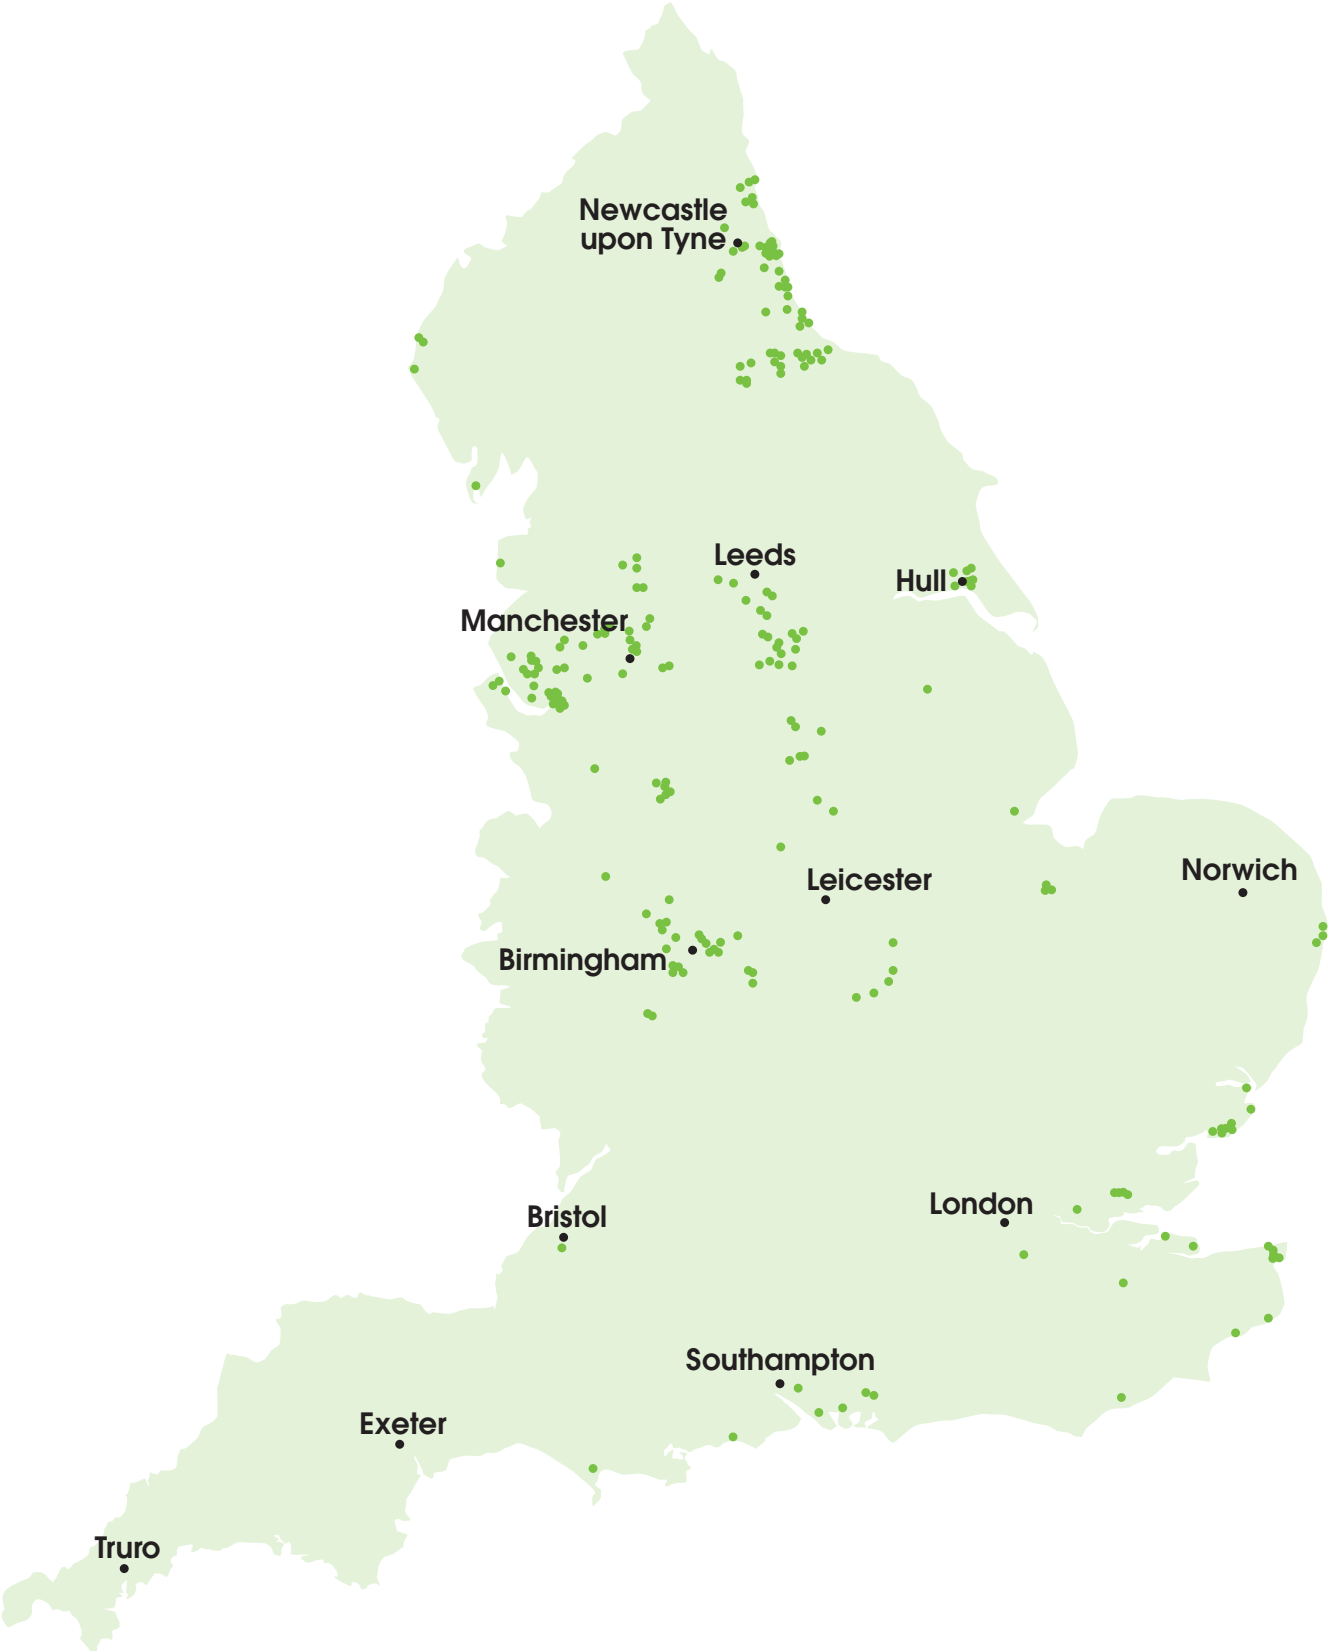 Newcastle
upon Tyne
Leeds
Hull
Manchester
Norwich
Leicester
Birmingham
London
Bristol
Southampton
Exeter
Truro